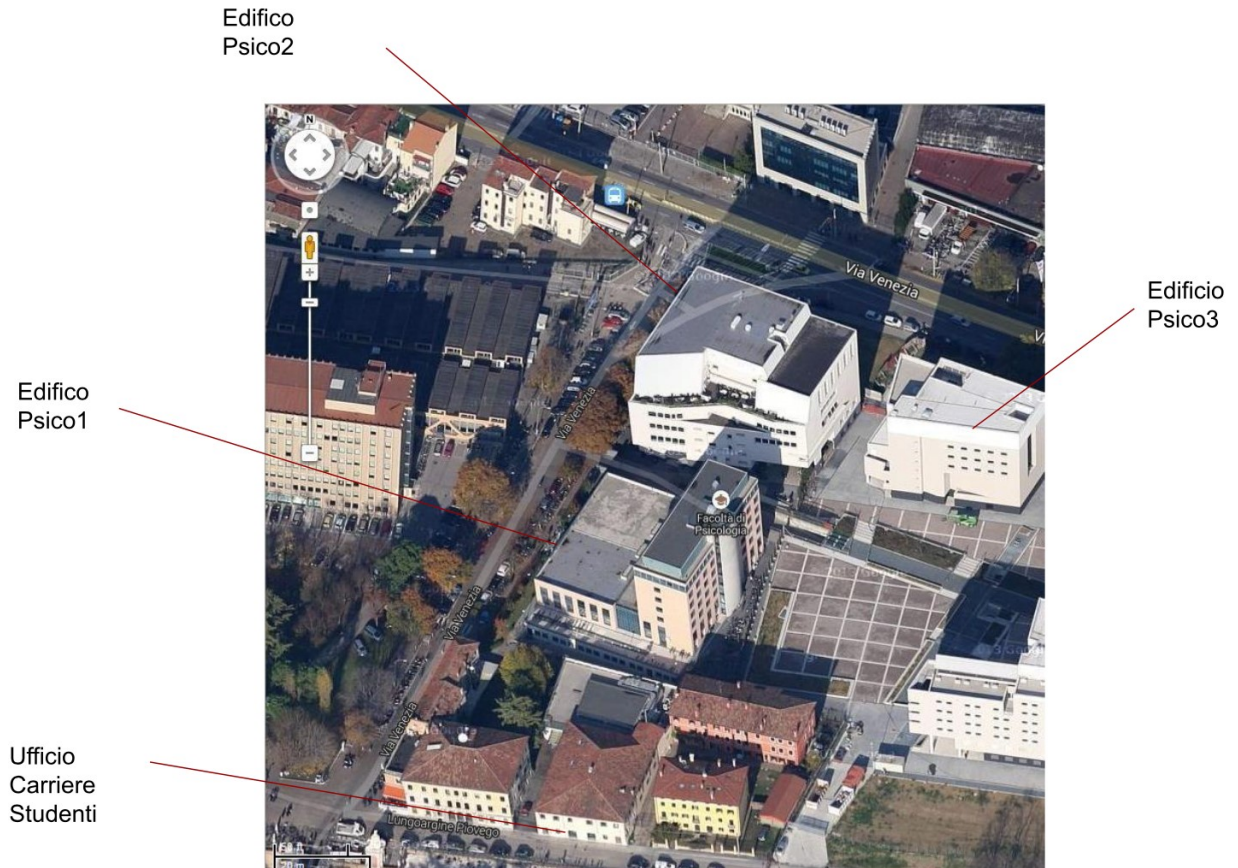 Edifico
Psico2
N
Via Venezia
Edificio
Psico3
Edifico
Psico1
Via Venezia
Facoltà di
Psicologia
Via Venezia
Via Venezia
Ufficio
Carriere
Studenti
Lungoargine Piovego
20 m